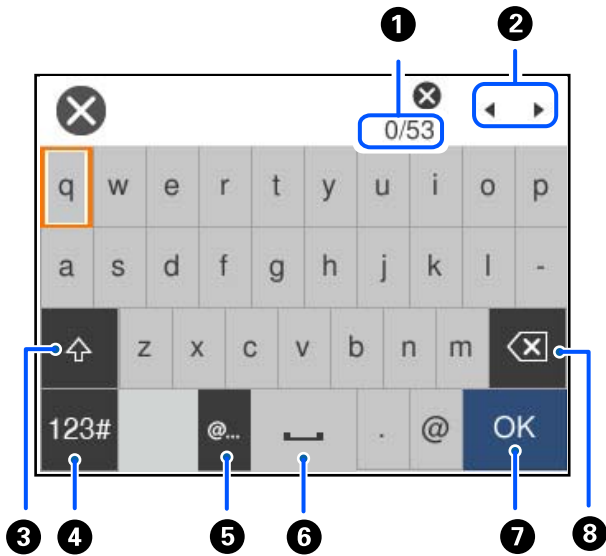 1 2
0/53
q w e r t y u i o p
a s d f g h j k l -
z x c v b n m
123# @... . @ OK
3 4 5 6 7 8